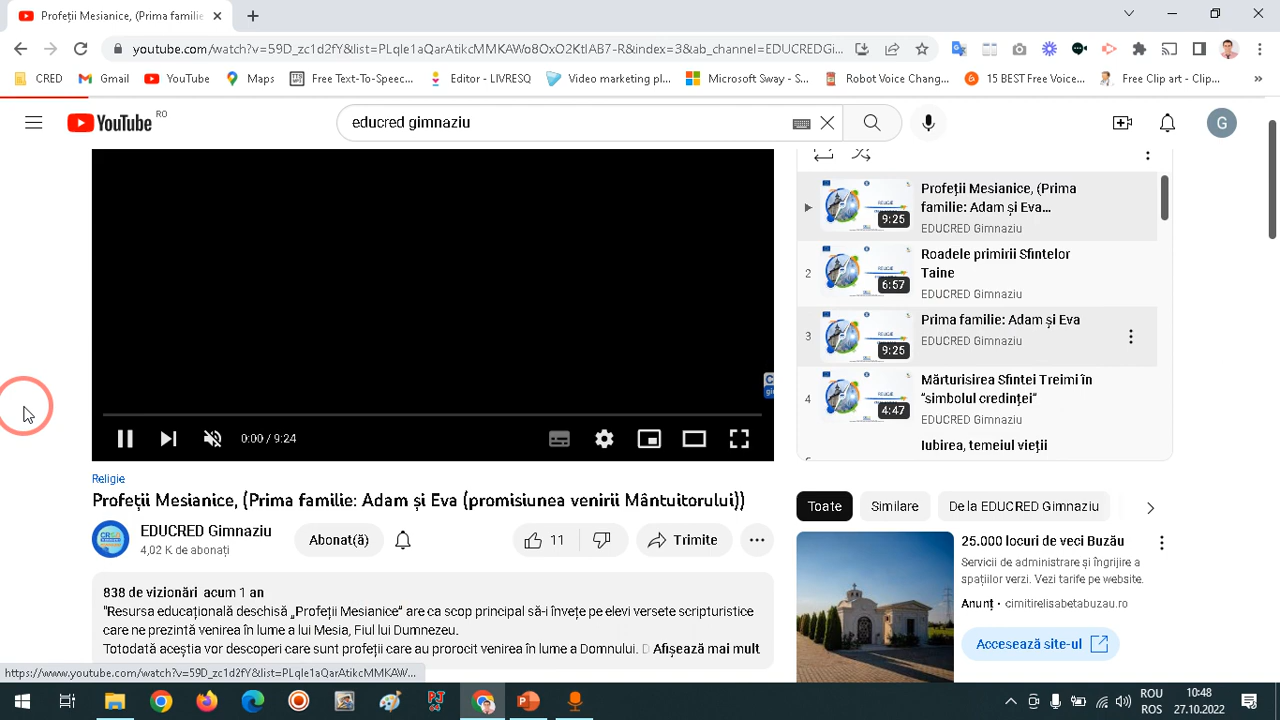 Profeții Mesianice, (Prima familie
youtube.com/watch?v=59D_zc1d2fY&list=PLqle1aQarAtikcMMKAWo8OxO2KtIAB7-R&index=3&ab_channel=EDUCREDGi...
CRED
Gmail
YouTube
Maps
Free Text-To-Speec...
Editor - LIVRESQ
Video marketing pl...
Microsoft Sway - S...
Robot Voice Chang...
15 BEST Free Voice...
Free Clip art - Clip...
»
YouTube RO
educred gimnaziu
G
Profeții Mesianice, (Prima
familie: Adam și Eva...
EDUCRED Gimnaziu
9:25
2
Roadele primirii Sfintelor
Taine
EDUCRED Gimnaziu
6:57
3
Prima familie: Adam și Eva
EDUCRED Gimnaziu
9:25
4
Mărturisirea Sfintei Treimi în
"simbolul credinței"
EDUCRED Gimnaziu
4:47
Iubirea, temeiul vieții
0:00 / 9:24
Religie
Profeții Mesianice, (Prima familie: Adam și Eva (promisiunea venirii Mântuitorului))
EDUCRED Gimnaziu
4,02 K de abonați
Abonat(ă)
11
Trimite
838 de vizionări acum 1 an
"Resursa educațională deschisă „Profeții Mesianice” are ca scop principal să-i învețe pe elevi versete scripturistice
care ne prezintă venirea în lume a lui Mesia, Fiul lui Dumnezeu.
Totodată aceștia vor descoperi care sunt profeții care au prorocit venirea în lume a Domnului. D Afișează mai mult
Toate
Similare
De la EDUCRED Gimnaziu
25.000 locuri de veci Buzău
Servicii de administrare și îngrijire a
spațiilor verzi. Vezi tarife pe website.
Anunț • cimitirelisabetabuzau.ro
Accesează site-ul
https://www.youtube.com/watch?v=59D_zc1d2fY&list=PLqle1aQarAtikcMMKAW...
ROU
ROS
10:48
27.10.2022